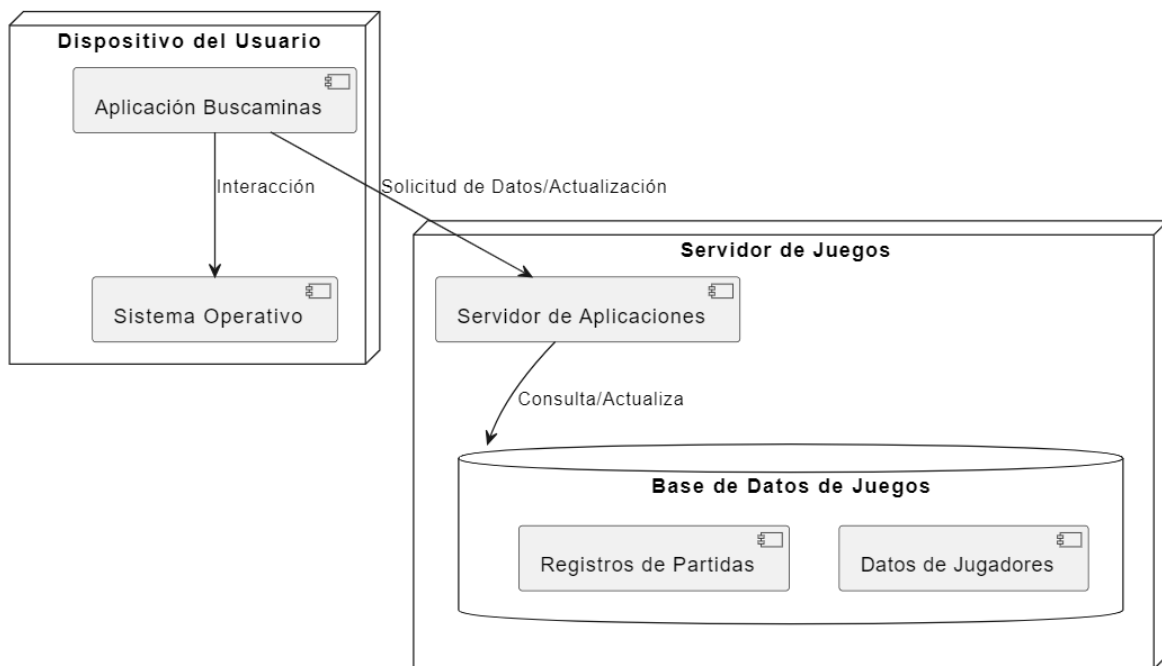 Dispositivo del Usuario
Aplicación Buscaminas
Interacción
Solicitud de Datos/Actualización
Sistema Operativo
Servidor de Juegos
Servidor de Aplicaciones
Consulta/Actualiza
Base de Datos de Juegos
Registros de Partidas
Datos de Jugadores